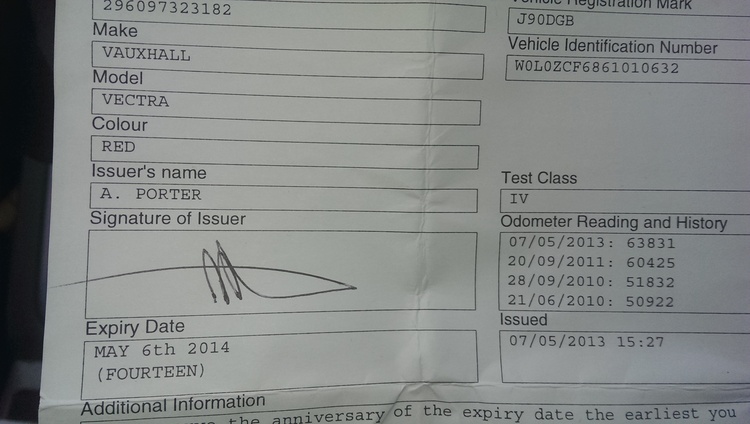 296097323182
Make
VAUXHALL
Model
VECTRA
Colour
RED
Issuer's name
A. PORTER
Signature of Issuer
Expiry Date
MAY 6th 2014
(FOURTEEN)
Additional Information
the anniversary of the expiry date the earliest you
Vehicle Registration Mark
J90DGB
Vehicle Identification Number
W0L0ZCF6861010632
Test Class
IV
Odometer Reading and History
07/05/2013: 63831
20/09/2011: 60425
28/09/2010: 51832
21/06/2010: 50922
Issued
07/05/2013 15:27